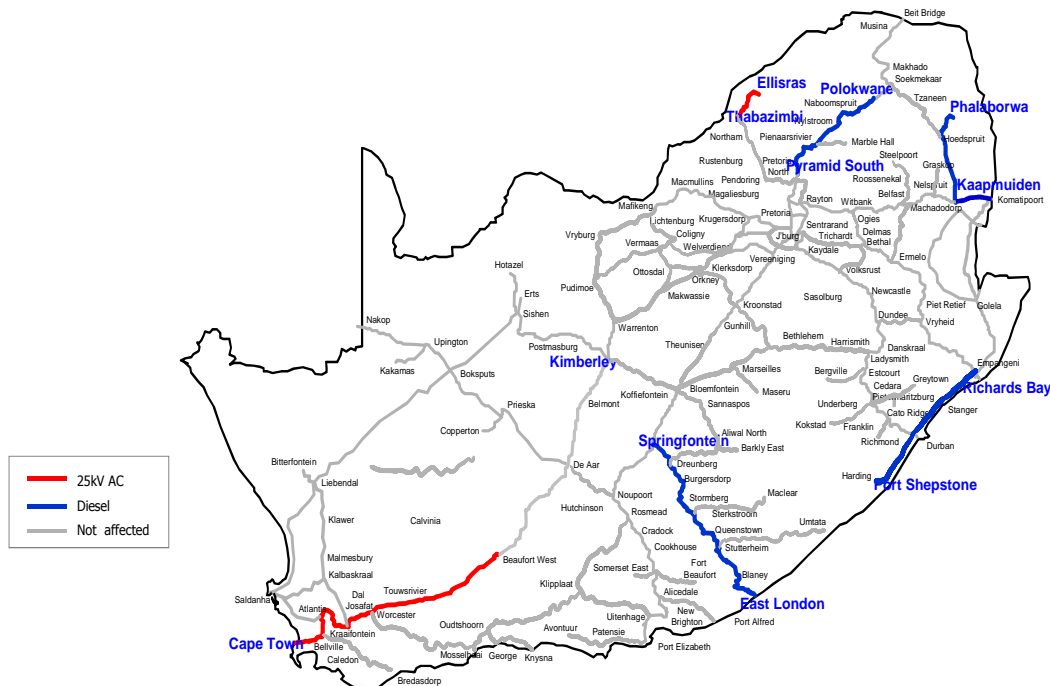 Beit Bridge
Musina
Makhado
Soekmekaar
Ellisras
Polokwane
Naboomspruit
Tzaneen
Phalaborwa
Thabazimbi
Nylstroom
Northam
Pienaarsrivier
Marble Hall
Hoedspruit
Rustenburg
Pretoria
North
Pyramid South
Steelpoort
Graskop
Pendoring
Roossenekal
Macmullins
Magaliesburg
Belfast
Nelspruit
Kaapmuiden
Komatipoort
Rayton
Witbank
Machadodorp
Mafikeng
Lichtenburg
Krugersdorp
Pretoria
Ogies
Sentrarand
Delmas
Vryburg
Coligny
Vermaas
Welverdiend
J'burg
Trichardt
Bethal
Kaydale
Ermelo
Vereeniging
Hotazel
Ottosdal
Klerksdorp
Orkney
Volksrust
Pudimoe
Makwassie
Erts
Sishen
Kroonstad
Sasolburg
Newcastle
Piet Retief
Golela
Nakop
Warrenton
Gunhill
Dundee
Vryheid
Upington
Postmasburg
Theunisen
Bethlehem
Harrismith
Danskraal
Ladysmith
Kimberley
Kakamas
Boksputs
Marseilles
Bergville
Estcourt
Empangeni
Cedara
Greytown
Richards Bay
Koffiefontein
Bloemfontein
Maseru
Pietermaritzburg
Belmont
Sannaspos
Underberg
Cato Ridge
Stanger
Prieska
Copperton
Kokstad
Franklin
Richmond
Durban
Springfontein
Aliwal North
Barkly East
Bitterfontein
De Aar
Dreunberg
Burgersdorp
Harding
Port Shepstone
25kV AC
Liebendal
Noupoort
Stormberg
Maclear
Diesel
Hutchinson
Rosmead
Sterkstroom
Klawer
Calvinia
Not affected
Cradock
Queenstown
Umtata
Cookhouse
Stutterheim
Malmesbury
Beaufort West
Kalbaskraal
Somerset East
Fort
Beaufort
Blaney
Klipplaat
Touwsrivier
Saldanha
Dal
Josafat
Atlantis
Worcester
Alicedale
East London
New
Brighton
Port Alfred
Uitenhage
Kraaifontein
Oudtshoorn
Avontuur
Patensie
Cape Town
Bellville
Caledon
Mosselbaai
George
Knysna
Port Elizabeth
Bredasdorp